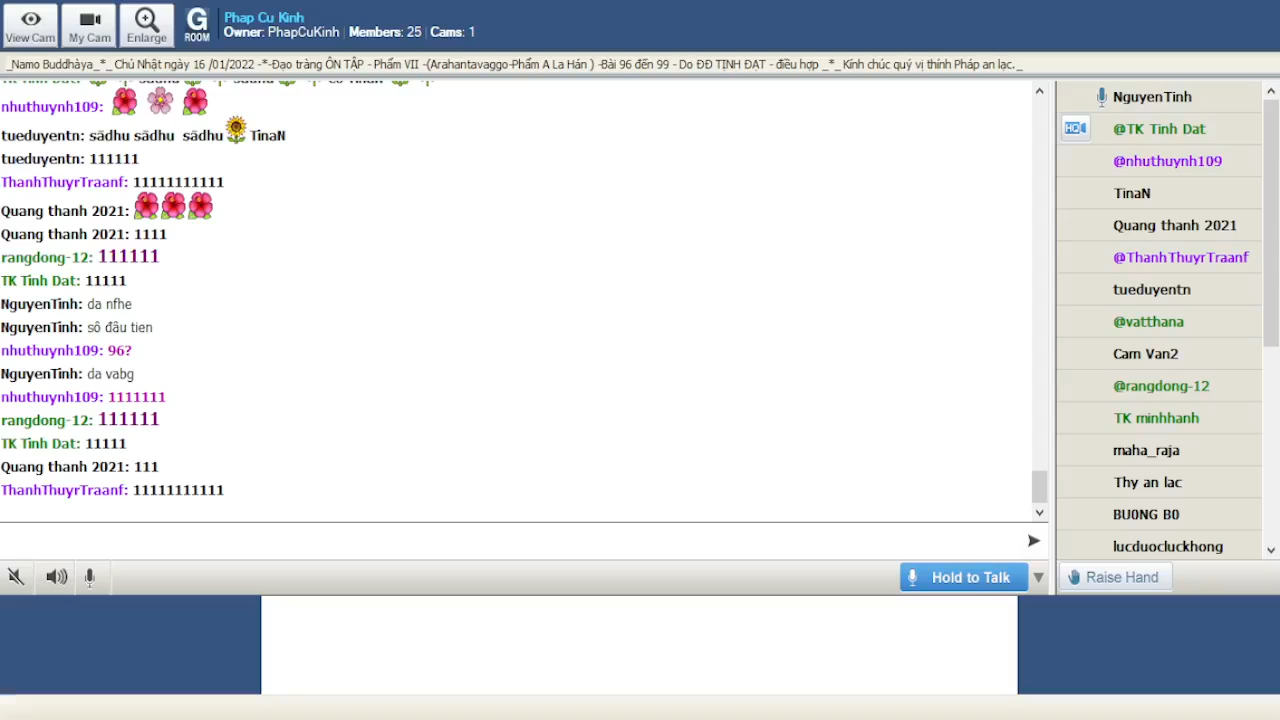 View Cam
My Cam
Enlarge
G
ROOM
Phap Cu Kinh
Owner: PhapCuKinh | Members: 25 | Cams: 1
_Namo Buddhàya_*_ Chủ Nhật ngày 16 /01/2022 -*-Đạo tràng ÔN TẬP - Phẩm VII -(Arahantavaggo-Phẩm A La Hán ) -Bài 96 đến 99 - Do ĐĐ TỊNH ĐẠT - điều hợp _*_ Kính chúc quý vị thính Pháp an lạc._
nhuthuynh109:
tueduyentn: sādhu sādhu sādhu TinaN
tueduyentn: 111111
ThanhThuyrTraanf: 11111111111
Quang thanh 2021:
Quang thanh 2021: 1111
rangdong-12: 111111
TK Tinh Dat: 11111
NguyenTinh: da nfhe
NguyenTinh: sô đâu tien
nhuthuynh109: 96?
NguyenTinh: da vabg
nhuthuynh109: 1111111
rangdong-12: 111111
TK Tinh Dat: 11111
Quang thanh 2021: 111
ThanhThuyrTraanf: 11111111111
Hold to Talk
NguyenTinh
@TK Tinh Dat
@nhuthuynh109
TinaN
Quang thanh 2021
@ThanhThuyrTraanf
tueduyentn
@vatthana
Cam Van2
@rangdong-12
TK minhhanh
maha_raja
Thy an lac
BU0NG B0
lucduocluckhong
Raise Hand